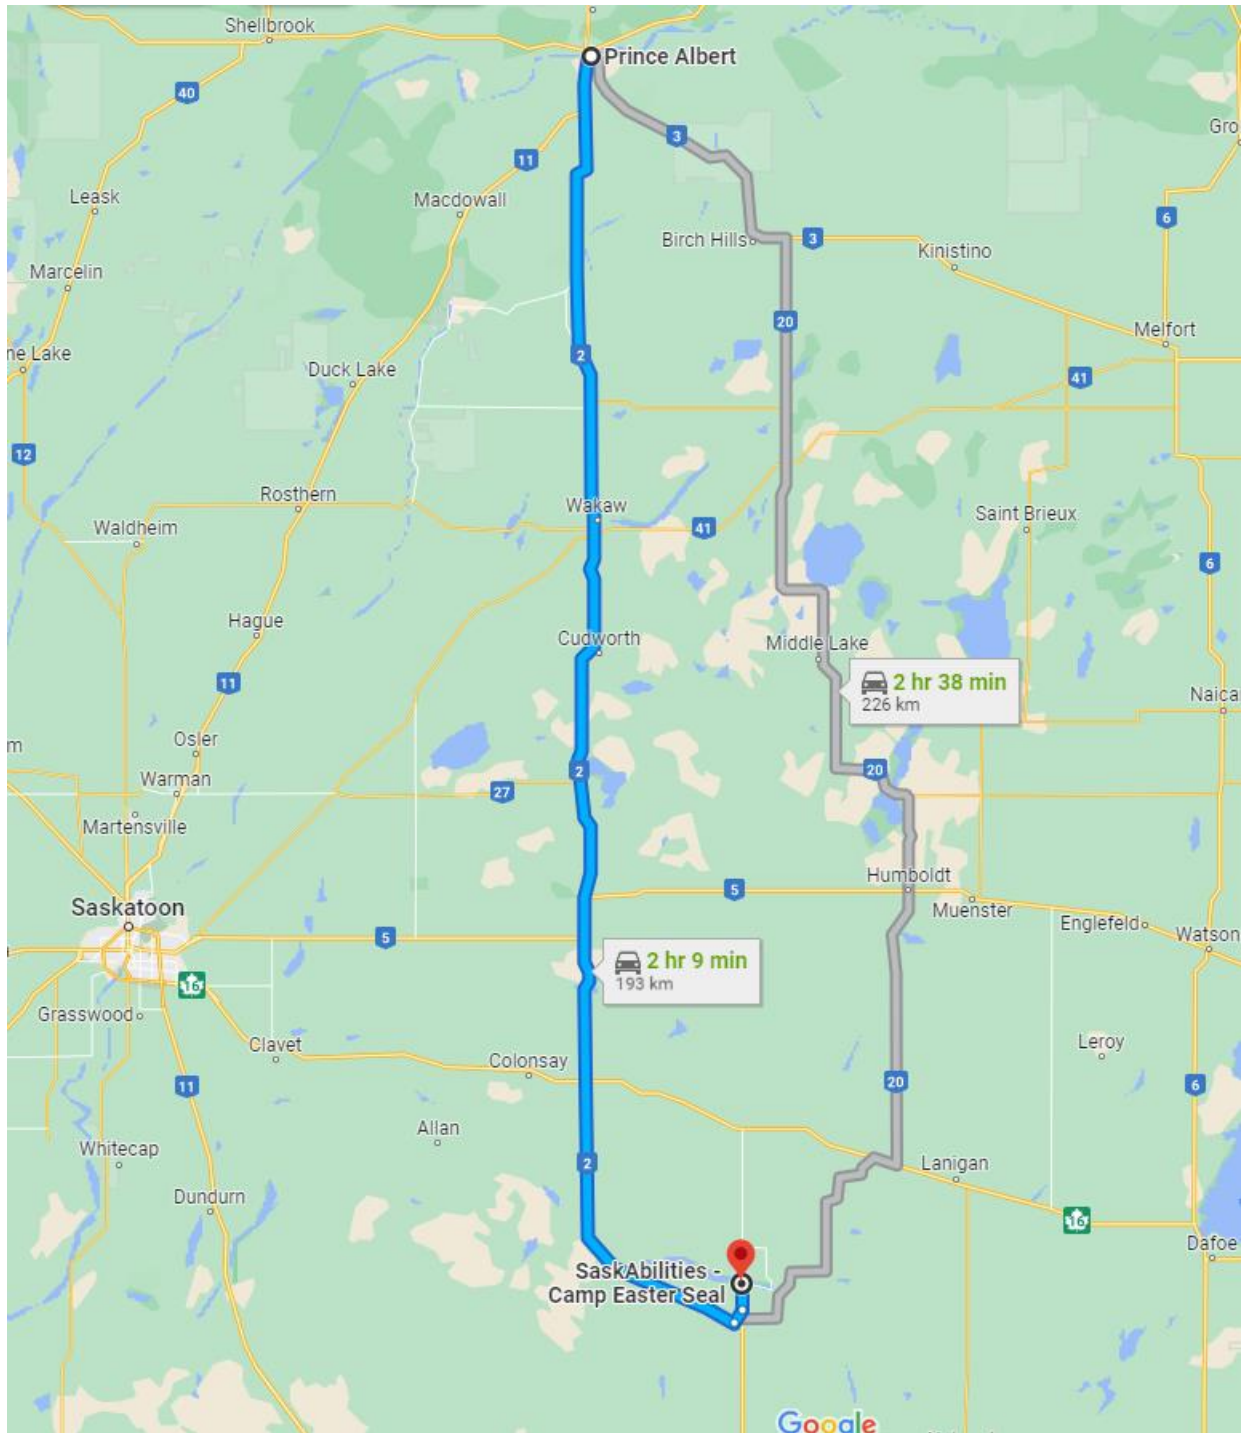 Shellbrook
Prince Albert
40
3
Gro
11
Leask
Macdowall
6
Birch Hills
3
Kinistino
Marcelin
20
Melfort
ne Lake
2
Duck Lake
41
12
Rosthern
Wakaw
Saint Brieux
Waldheim
41
6
Hague
Cudworth
Middle Lake
11
2 hr 38 min
226 km
Naica
m
Osler
Warman
2
20
27
Martensville
Humboldt
5
Saskatoon
Muenster
Englefeld
5
Watson
2 hr 9 min
193 km
16
Grasswood
Clavet
Leroy
Colonsay
11
20
6
Allan
Whitecap
2
Lanigan
Dundurn
16
Dafoe
SaskAbilities -
Camp Easter Seal
Google